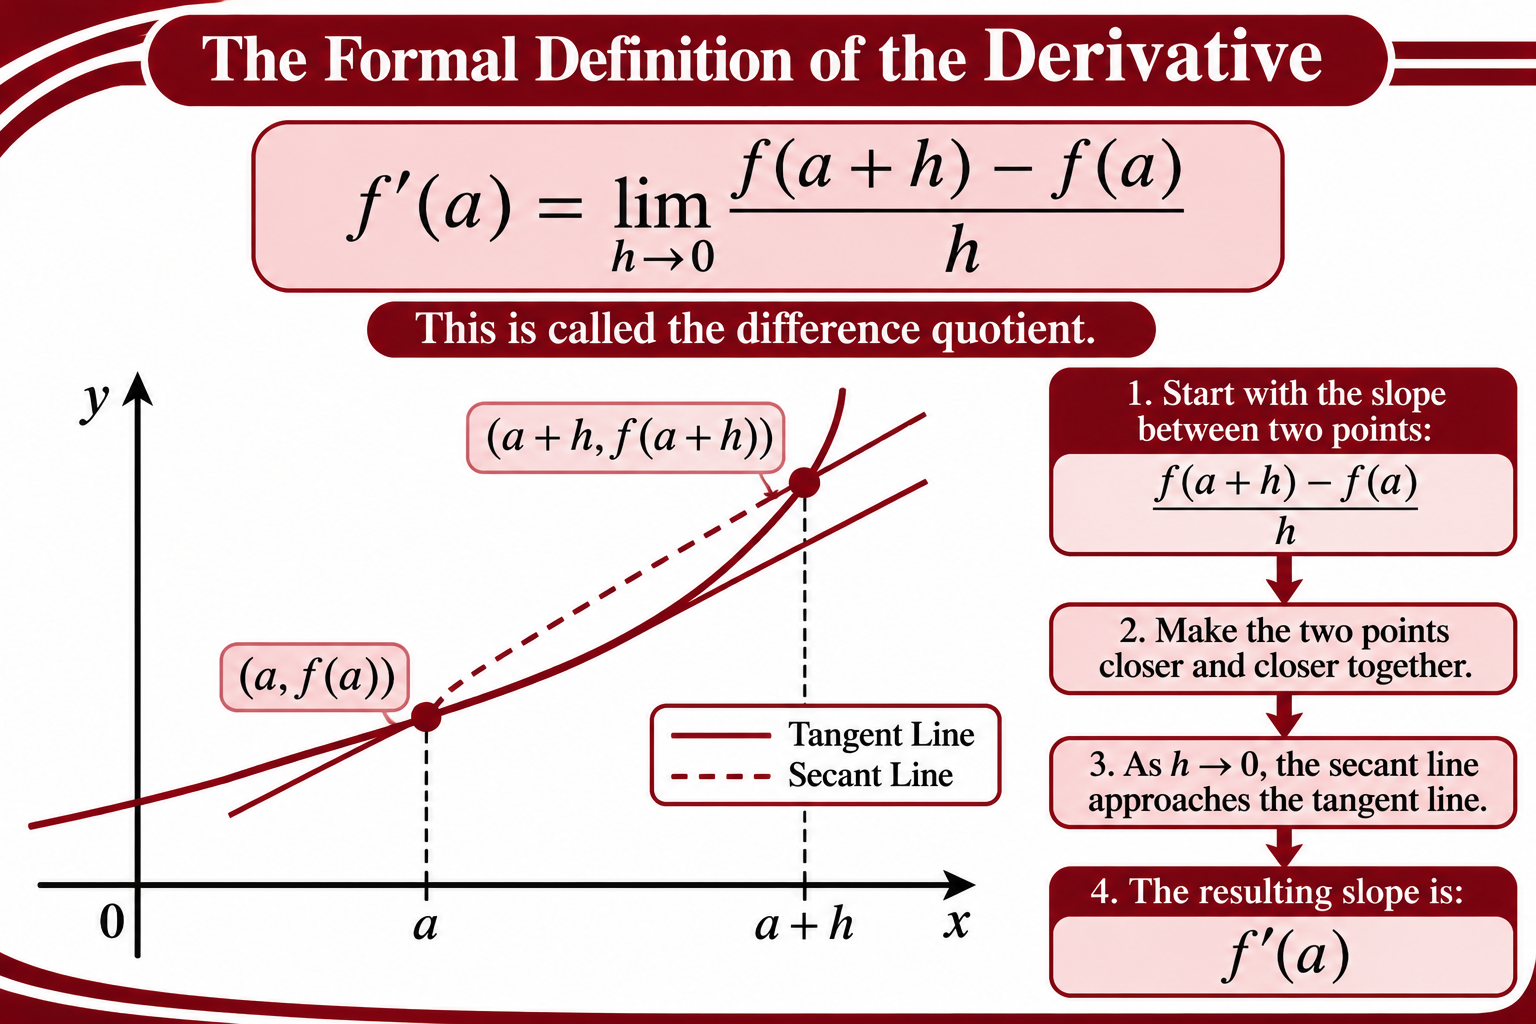 The Formal Definition of the Derivative
f′(a) = lim h→0 f(a + h) − f(a) / h
This is called the difference quotient.
y
(a + h, f(a + h))
(a, f(a))
Tangent Line
Secant Line
0
a
a + h
x
1. Start with the slope
between two points:
f(a + h) − f(a)
h
2. Make the two points
closer and closer together.
3. As h → 0, the secant line
approaches the tangent line.
4. The resulting slope is:
f′(a)